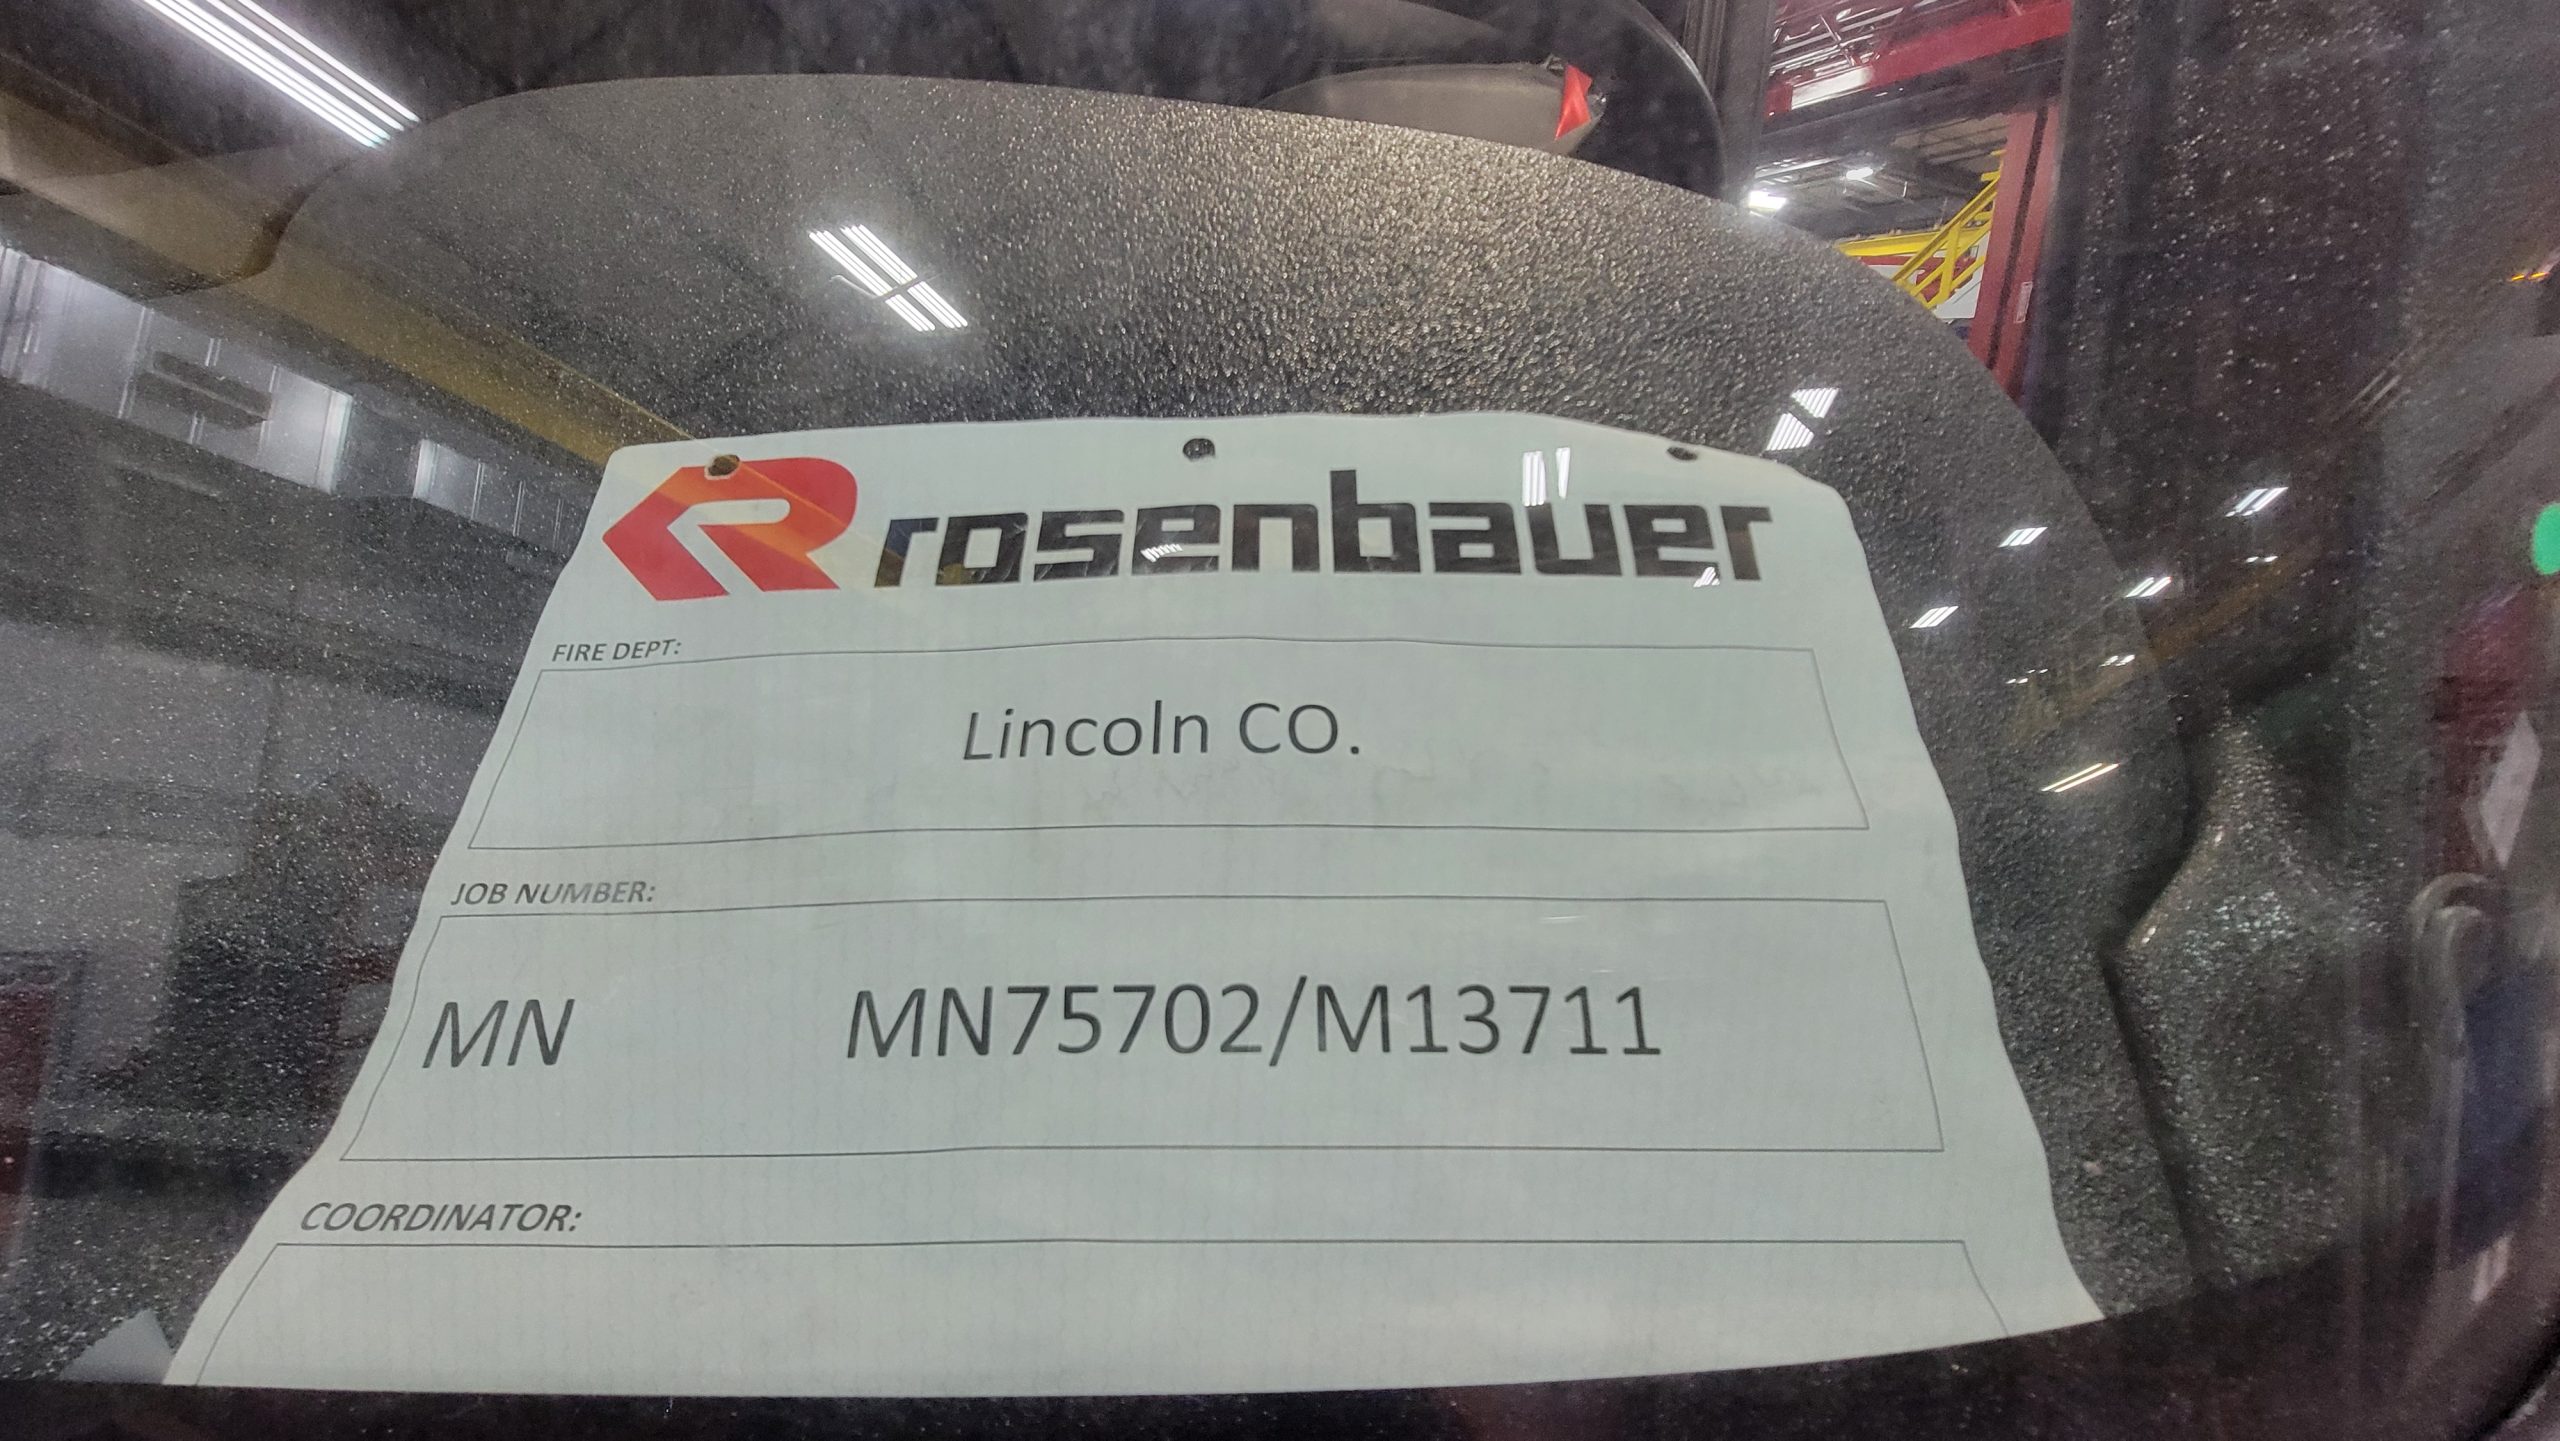 rosenbauer
FIRE DEPT:
Lincoln CO.
JOB NUMBER:
MN MN75702/M13711
COORDINATOR: